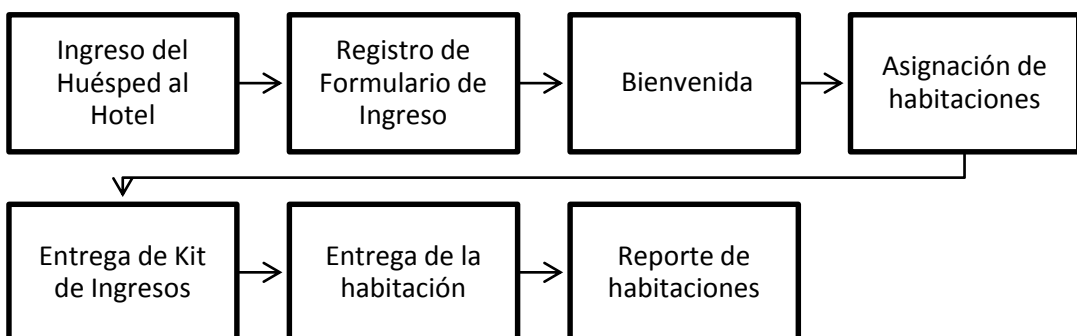 Ingreso del
Huésped al
Hotel
Registro de
Formulario de
Ingreso
Bienvenida
Asignación de
habitaciones
Entrega de Kit
de Ingresos
Entrega de la
habitación
Reporte de
habitaciones